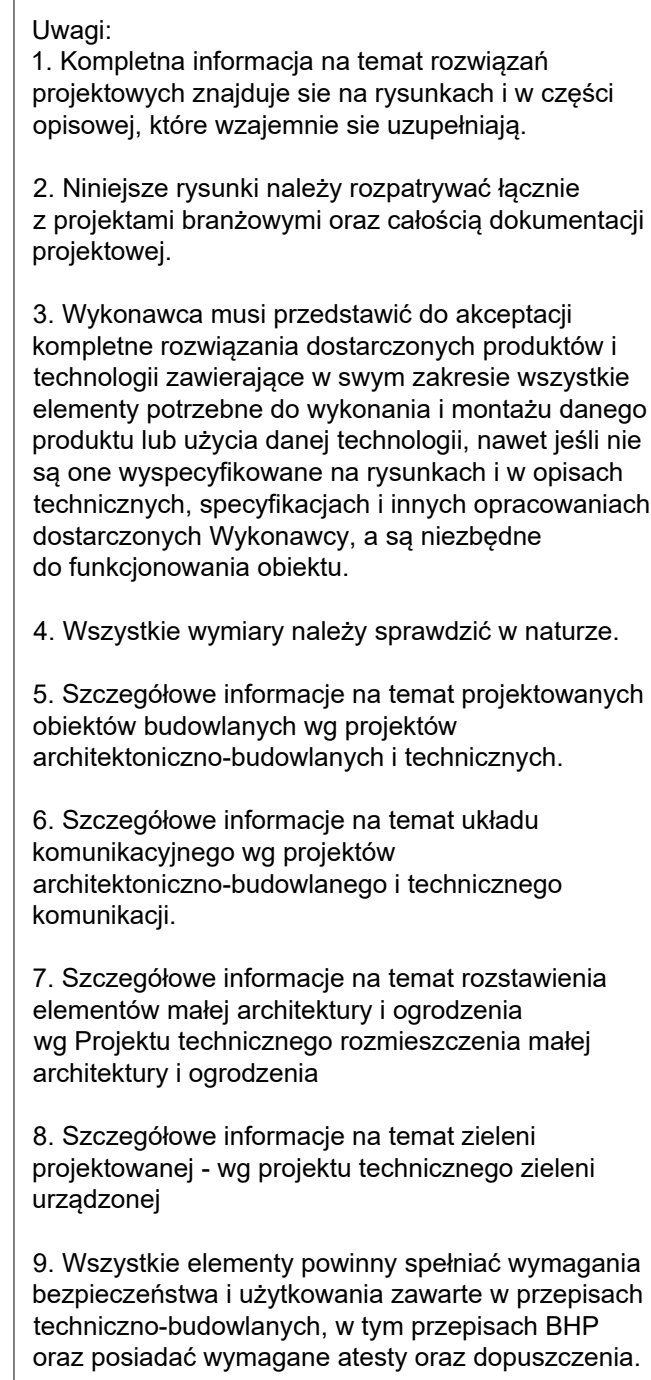 Uwagi:
1. Kompletna informacja na temat rozwiązań
projektowych znajduje sie na rysunkach i w części
opisowej, które wzajemnie sie uzupełniają.
2. Niniejsze rysunki należy rozpatrywać łącznie
z projektami branżowymi oraz całością dokumentacji
projektowej.
3. Wykonawca musi przedstawić do akceptacji
kompletne rozwiązania dostarczonych produktów i
technologii zawierające w swym zakresie wszystkie
elementy potrzebne do wykonania i montażu danego
produktu lub użycia danej technologii, nawet jeśli nie
są one wyspecyfikowane na rysunkach i w opisach
technicznych, specyfikacjach i innych opracowaniach
dostarczonych Wykonawcy, a są niezbędne
do funkcjonowania obiektu.
4. Wszystkie wymiary należy sprawdzić w naturze.
5. Szczegółowe informacje na temat projektowanych
obiektów budowlanych wg projektów
architektoniczno-budowlanych i technicznych.
6. Szczegółowe informacje na temat układu
komunikacyjnego wg projektów
architektoniczno-budowlanego i technicznego
komunikacji.
7. Szczegółowe informacje na temat rozstawienia
elementów małej architektury i ogrodzenia
wg Projektu technicznego rozmieszczenia małej
architektury i ogrodzenia
8. Szczegółowe informacje na temat zieleni
projektowanej - wg projektu technicznego zieleni
urządzonej
9. Wszystkie elementy powinny spełniać wymagania
bezpieczeństwa i użytkowania zawarte w przepisach
techniczno-budowlanych, w tym przepisach BHP
oraz posiadać wymagane atesty oraz dopuszczenia.